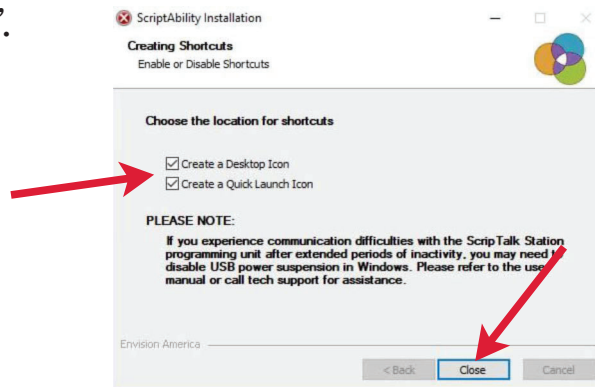 ".
ScriptAbility Installation
Creating Shortcuts
Enable or Disable Shortcuts
Choose the location for shortcuts
Create a Desktop Icon
Create a Quick Launch Icon
PLEASE NOTE:
If you experience communication difficulties with the ScripTalk Station
programming unit after extended periods of inactivity, you may need to
disable USB power suspension in Windows. Please refer to the user
manual or call tech support for assistance.
Envision America
< Back Close Cancel